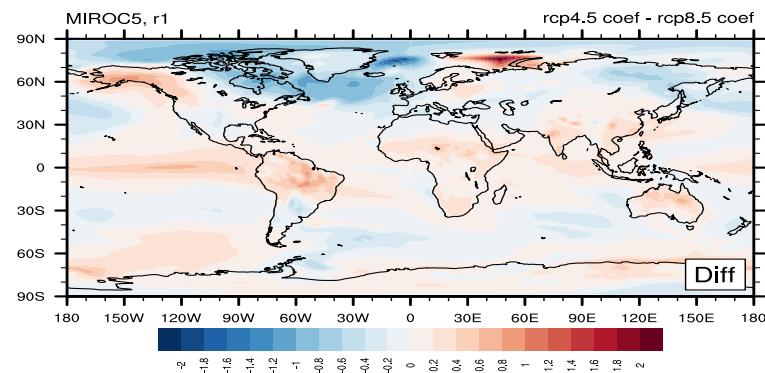 MIROC5, r1 rcp4.5 coef - rcp8.5 coef
90N
60N
30N
0
30S
60S
90S
Diff
180 150W 120W 90W 60W 30W 0 30E 60E 90E 120E 150E 180
-2 -1.8 -1.6 -1.4 -1.2 -1 -0.8 -0.6 -0.4 -0.2 0 0.2 0.4 0.6 0.8 1 1.2 1.4 1.6 1.8 2